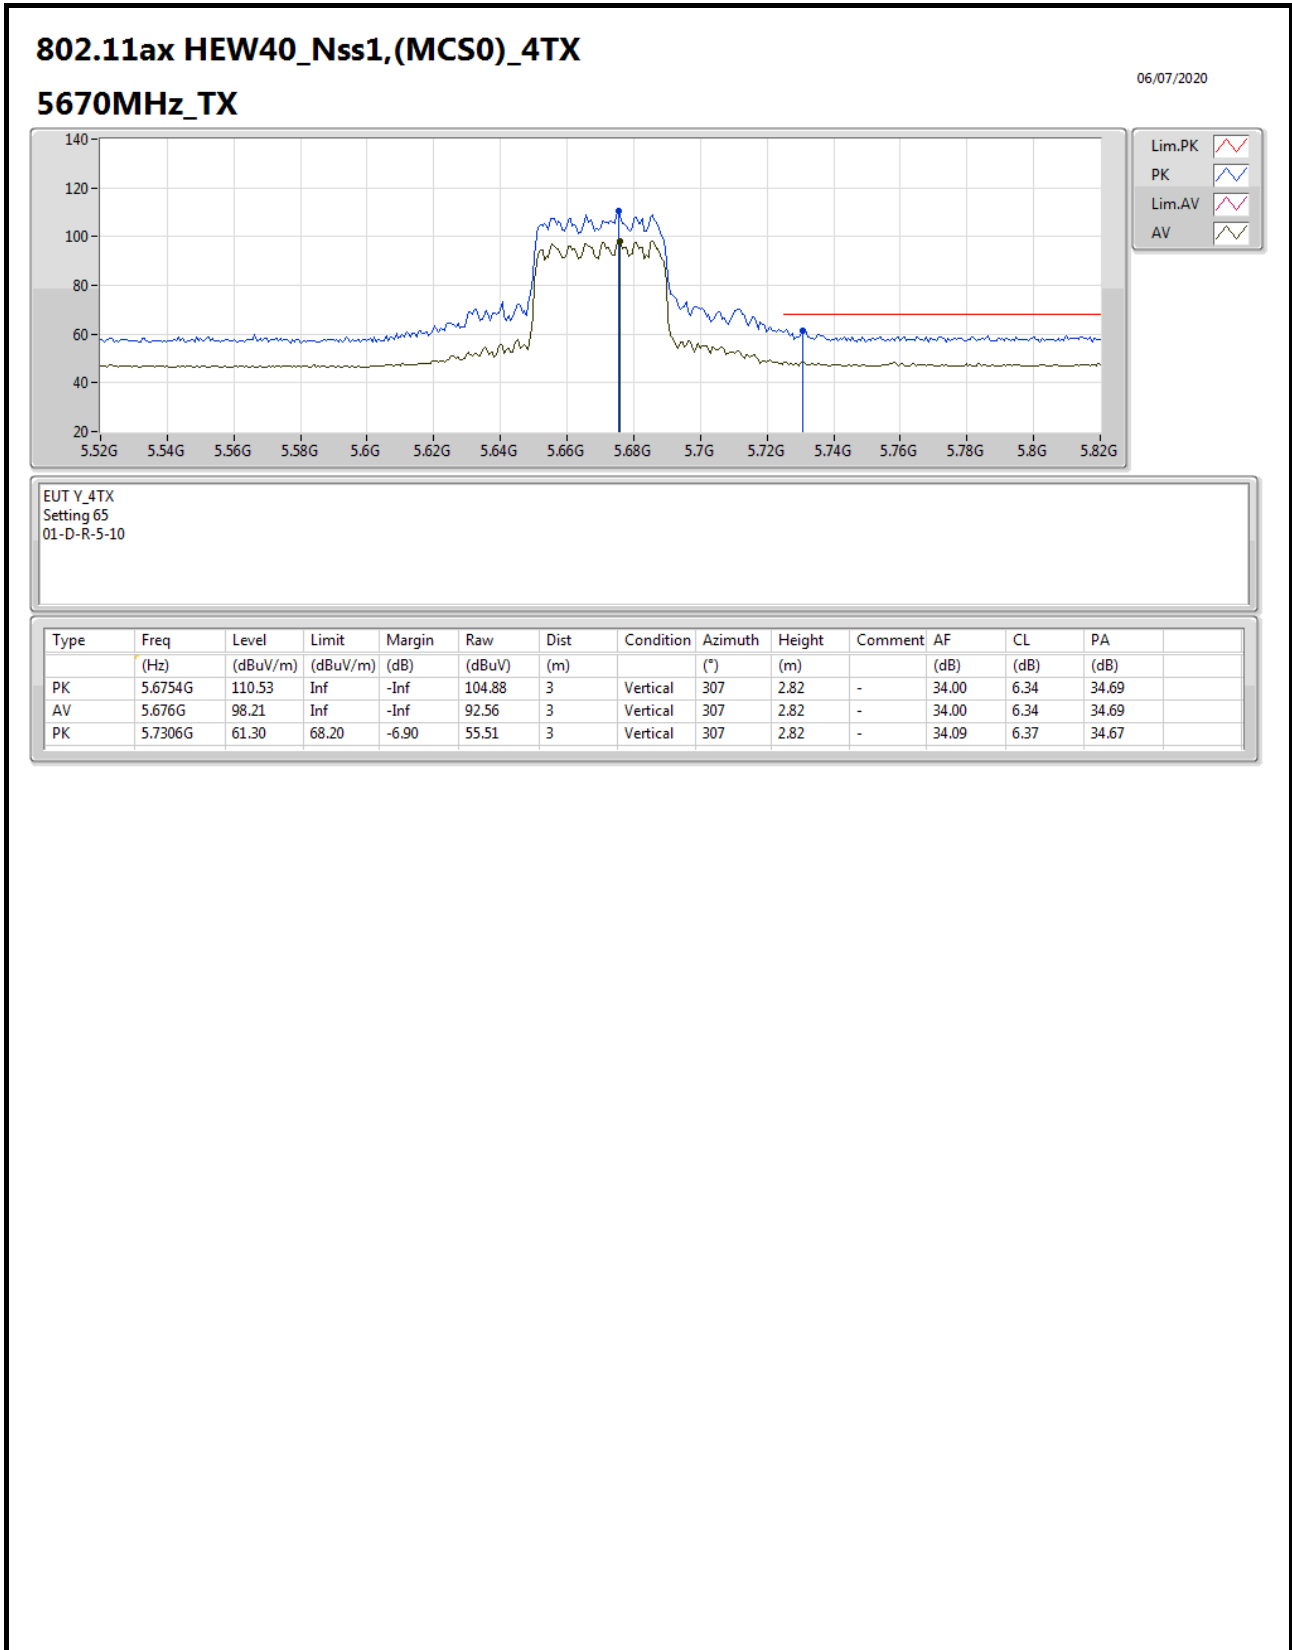 802.11ax HEW40_Nss1,(MCS0)_4TX
06/07/2020
5670MHz_TX
140
120
100
80
60
40
20
5.52G 5.54G 5.56G 5.58G 5.6G 5.62G 5.64G 5.66G 5.68G 5.7G 5.72G 5.74G 5.76G 5.78G 5.8G 5.82G
Lim.PK
PK
Lim.AV
AV
EUT Y_4TX
Setting 65
01-D-R-5-10
Type Freq Level Limit Margin Raw Dist Condition Azimuth Height Comment AF CL PA
(Hz) (dBuV/m) (dBuV/m) (dB) (dBuV) (m) (°) (m) (dB) (dB) (dB)
PK 5.6754G 110.53 Inf -Inf 104.88 3 Vertical 307 2.82 - 34.00 6.34 34.69
AV 5.676G 98.21 Inf -Inf 92.56 3 Vertical 307 2.82 - 34.00 6.34 34.69
PK 5.7306G 61.30 68.20 -6.90 55.51 3 Vertical 307 2.82 - 34.09 6.37 34.67